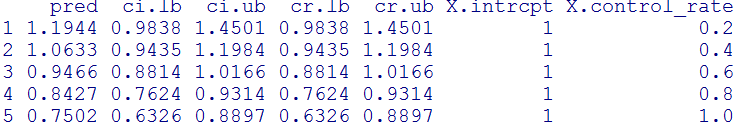 pred ci.lb ci.ub cr.lb cr.ub X.intrcpt X.control_rate
1 1.1944 0.9838 1.4501 0.9838 1.4501 1 0.2
2 1.0633 0.9435 1.1984 0.9435 1.1984 1 0.4
3 0.9466 0.8814 1.0166 0.8814 1.0166 1 0.6
4 0.8427 0.7624 0.9314 0.7624 0.9314 1 0.8
5 0.7502 0.6326 0.8897 0.6326 0.8897 1 1.0